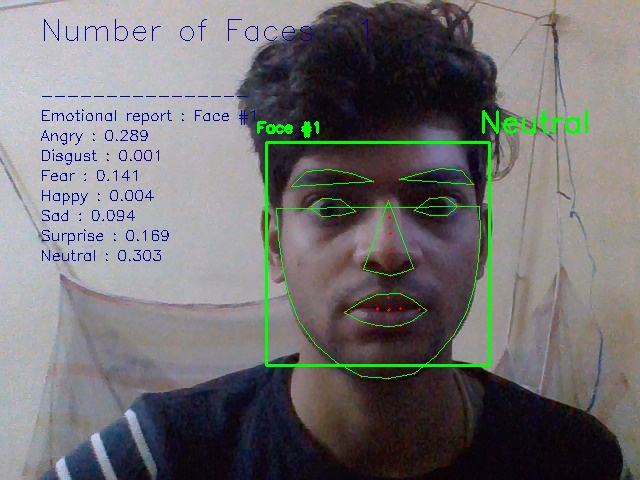 Number of Faces : 1
----------------
Emotional report : Face #1
Angry : 0.289
Disgust : 0.001
Fear : 0.141
Happy : 0.004
Sad : 0.094
Surprise : 0.169
Neutral : 0.303
Face #1
Neutral